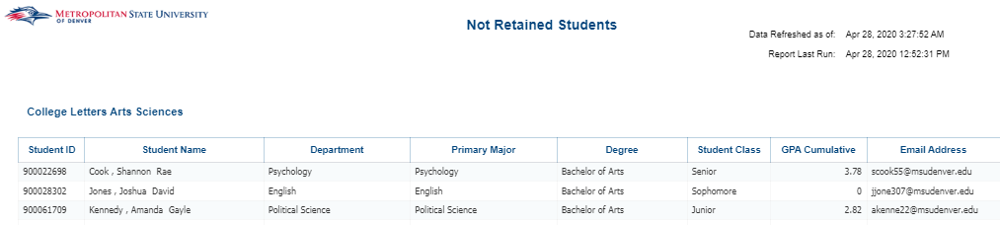 METROPOLITAN STATE UNIVERSITY
OF DENVER
Not Retained Students
Data Refreshed as of: Apr 28, 2020 3:27:52 AM
Report Last Run: Apr 28, 2020 12:52:31 PM
College Letters Arts Sciences
Student ID Student Name Department Primary Major Degree Student Class GPA Cumulative Email Address
900022698 Cook , Shannon Rae Psychology Psychology Bachelor of Arts Senior 3.78 scook55@msudenver.edu
900028302 Jones , Joshua David English English Bachelor of Arts Sophomore 0 jjone307@msudenver.edu
900061709 Kennedy , Amanda Gayle Political Science Political Science Bachelor of Arts Junior 2.82 akenne22@msudenver.edu